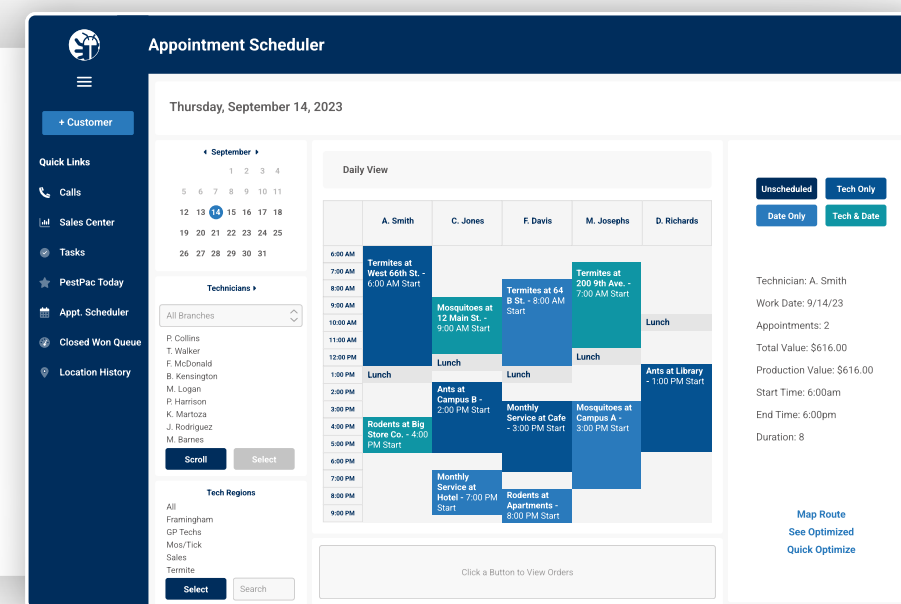 Appointment Scheduler
+ Customer
Quick Links
Calls
Sales Center
Tasks
PestPac Today
Appt. Scheduler
Closed Won Queue
Location History
Thursday, September 14, 2023
September
1 2 3 4
5 6 7 8 9 10 11
12 13 14 15 16 17 18
19 20 21 22 23 24 25
26 27 28 29 30 31
Technicians
All Branches
P. Collins
T. Walker
F. McDonald
B. Kensington
M. Logan
P. Harrison
K. Martoza
J. Rodriguez
M. Barnes
Scroll Select
Tech Regions
All
Framingham
GP Techs
Mos/Tick
Sales
Termite
Select Search
Daily View
A. Smith C. Jones F. Davis M. Josephs D. Richards
6:00 AM
7:00 AM
8:00 AM
9:00 AM
10:00 AM
11:00 AM
12:00 PM
1:00 PM
2:00 PM
3:00 PM
4:00 PM
5:00 PM
6:00 PM
7:00 PM
8:00 PM
9:00 PM
Termites at
West 66th St. -
6:00 AM Start
Lunch
Rodents at Big
Store Co. - 4:00
PM Start
Mosquitoes at
12 Main St. -
9:00 AM Start
Lunch
Ants at
Campus B -
2:00 PM Start
Monthly
Service at
Hotel - 7:00 PM
Start
Termites at 64
B St. - 8:00 AM
Start
Lunch
Monthly
Service at Cafe
- 3:00 PM Start
Rodents at
Apartments -
8:00 PM Start
Termites at
200 9th Ave. -
7:00 AM Start
Lunch
Mosquitoes at
Campus A -
3:00 PM Start
Lunch
Ants at Library
- 1:00 PM Start
Click a Button to View Orders
Unscheduled Tech Only
Date Only Tech & Date
Technician: A. Smith
Work Date: 9/14/23
Appointments: 2
Total Value: $616.00
Production Value: $616.00
Start Time: 6:00am
End Time: 6:00pm
Duration: 8
Map Route
See Optimized
Quick Optimize